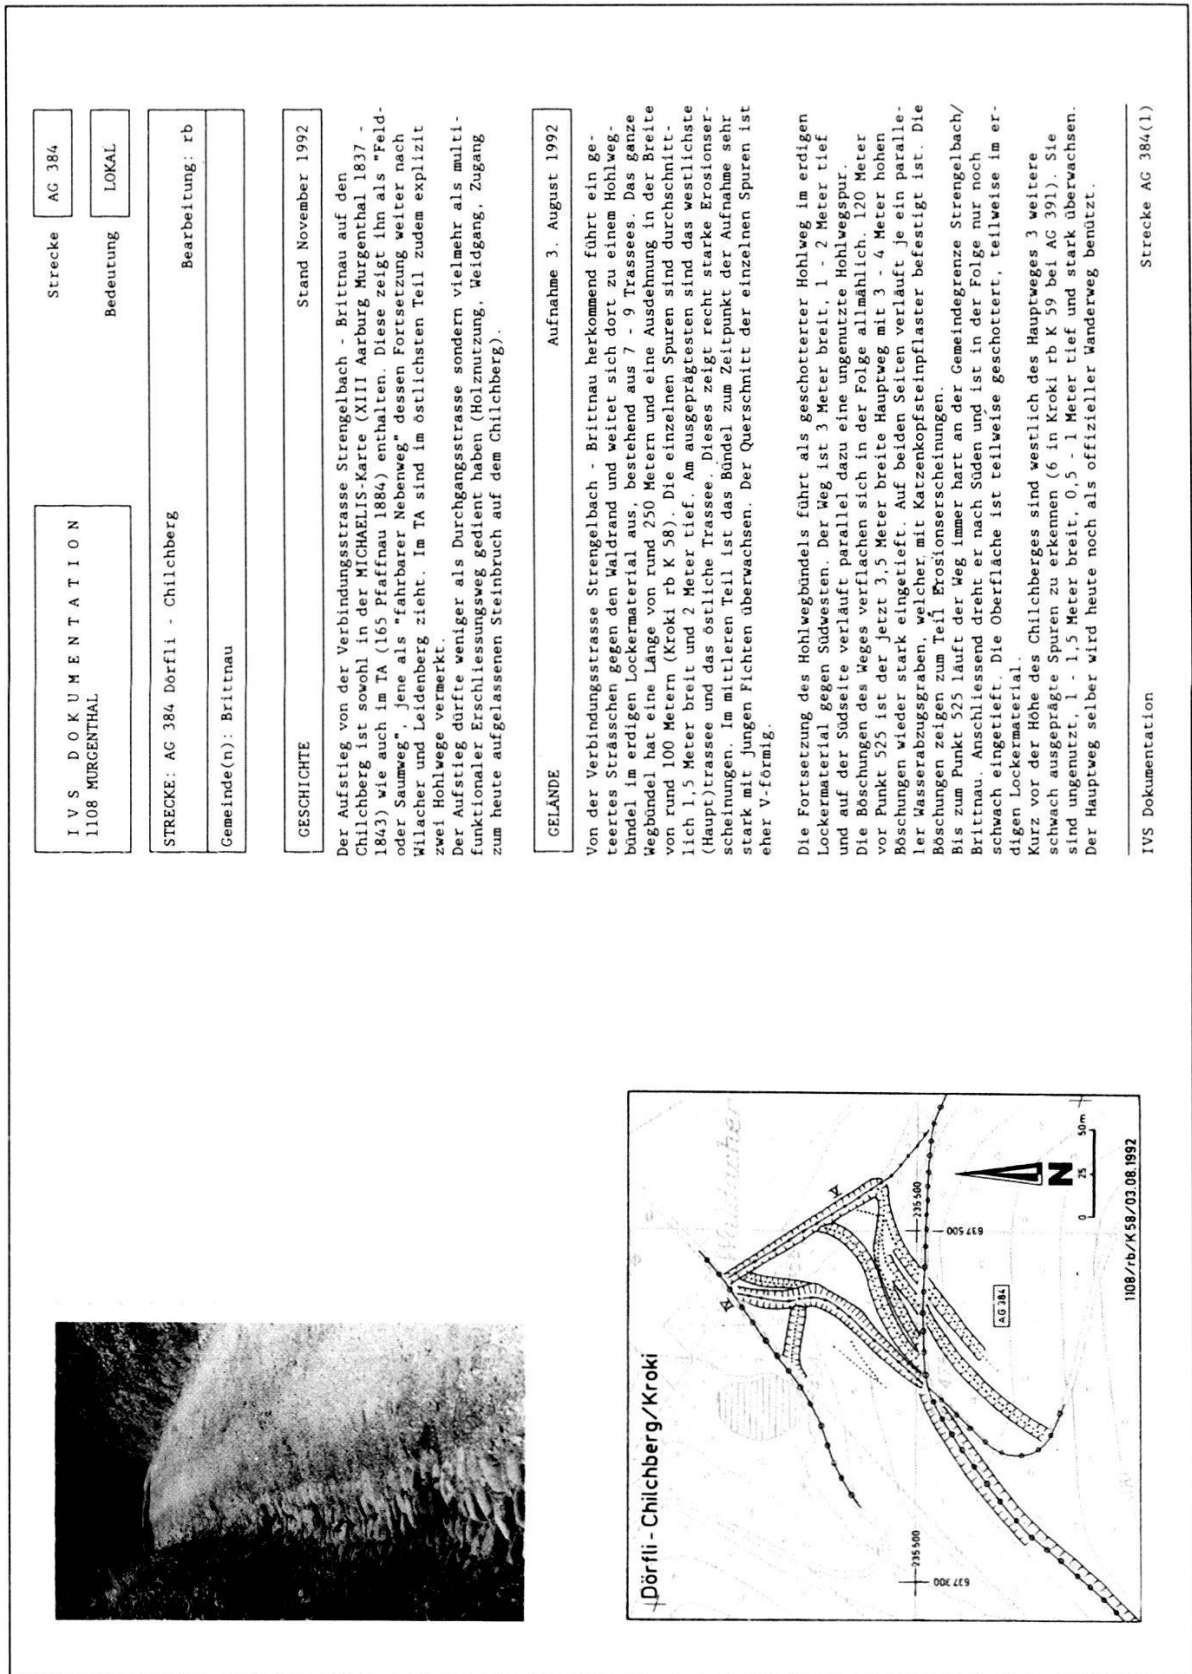 I V S   D O K U M E N T A T I O N
1108 MURGENTHAL
Strecke AG 384
Bedeutung LOKAL
STRECKE: AG 384 Dörfli - Chilchberg
Gemeinde(n): Brittnau
Bearbeitung: rb
GESCHICHTE
Stand November 1992
Der Aufstieg von der Verbindungsstrasse Strengelbach - Brittnau auf den
Chilchberg ist sowohl in der MICHAELIS-Karte (XIII Aarburg Murgenthal 1837 -
1843) wie auch im TA (165 Pfaffnau 1884) enthalten. Diese zeigt ihn als "Feld-
oder Saumweg", jene als "fahrbarer Nebenweg" dessen Fortsetzung weiter nach
Wilacher und Leidenberg zieht. Im TA sind im östlichsten Teil zudem explizit
zwei Hohlwege vermerkt.
Der Aufstieg dürfte weniger als Durchgangsstrasse sondern vielmehr als multi-
funktionaler Erschliessungsweg gedient haben (Holznutzung, Weidgang, Zugang
zum heute aufgelassenen Steinbruch auf dem Chilchberg).
GELÄNDE
Aufnahme 3. August 1992
Von der Verbindungsstrasse Strengelbach - Brittnau herkommend führt ein ge-
teertes Strässchen gegen den Waldrand und weitet sich dort zu einem Hohlweg-
bündel im erdigen Lockermaterial aus, bestehend aus 7 - 9 Trassees. Das ganze
Wegbündel hat eine Länge von rund 250 Metern und eine Ausdehnung in der Breite
von rund 100 Metern (Kroki rb K 58). Die einzelnen Spuren sind durchschnitt-
lich 1,5 Meter breit und 2 Meter tief. Am ausgeprägtesten sind das westlichste
(Haupt)trassee und das östliche Trassee. Dieses zeigt recht starke Erosionser-
scheinungen. Im mittleren Teil ist das Bündel zum Zeitpunkt der Aufnahme sehr
stark mit jungen Fichten überwachsen. Der Querschnitt der einzelnen Spuren ist
eher V-förmig.
Die Fortsetzung des Hohlwegbündels führt als geschotterter Hohlweg im erdigen
Lockermaterial gegen Südwesten. Der Weg ist 3 Meter breit, 1 - 2 Meter tief
und auf der Südseite verläuft parallel dazu eine ungenutzte Hohlwegspur.
Die Böschungen des Weges verflachen sich in der Folge allmählich. 120 Meter
vor Punkt 525 ist der jetzt 3,5 Meter breite Hauptweg mit 3 - 4 Meter hohen
Böschungen wieder stark eingetieft. Auf beiden Seiten verläuft je ein paralle-
ler Wasserabzugsgraben, welcher mit Katzenkopfsteinpflaster befestigt ist. Die
Böschungen zeigen zum Teil Erosionserscheinungen.
Bis zum Punkt 525 läuft der Weg immer hart an der Gemeindegrenze Strengelbach/
Brittnau. Anschliessend dreht er nach Süden und ist in der Folge nur noch
schwach eingetieft. Die Oberfläche ist teilweise geschottert, teilweise im er-
digen Lockermaterial.
Kurz vor der Höhe des Chilchberges sind westlich des Hauptweges 3 weitere
schwach ausgeprägte Spuren zu erkennen (6 in Kroki rb K 59 bei AG 391). Sie
sind ungenutzt, 1 - 1,5 Meter breit, 0,5 - 1 Meter tief und stark überwachsen.
Der Hauptweg selber wird heute noch als offizieller Wanderweg benützt.
IVS Dokumentation
Strecke AG 384(1)
Dörfli - Chilchberg/Kroki
Wildacher
235 500
637 500
235 500
637 300
AG 384
N
0 25 50m
1108/rb/K58/03.08.1992